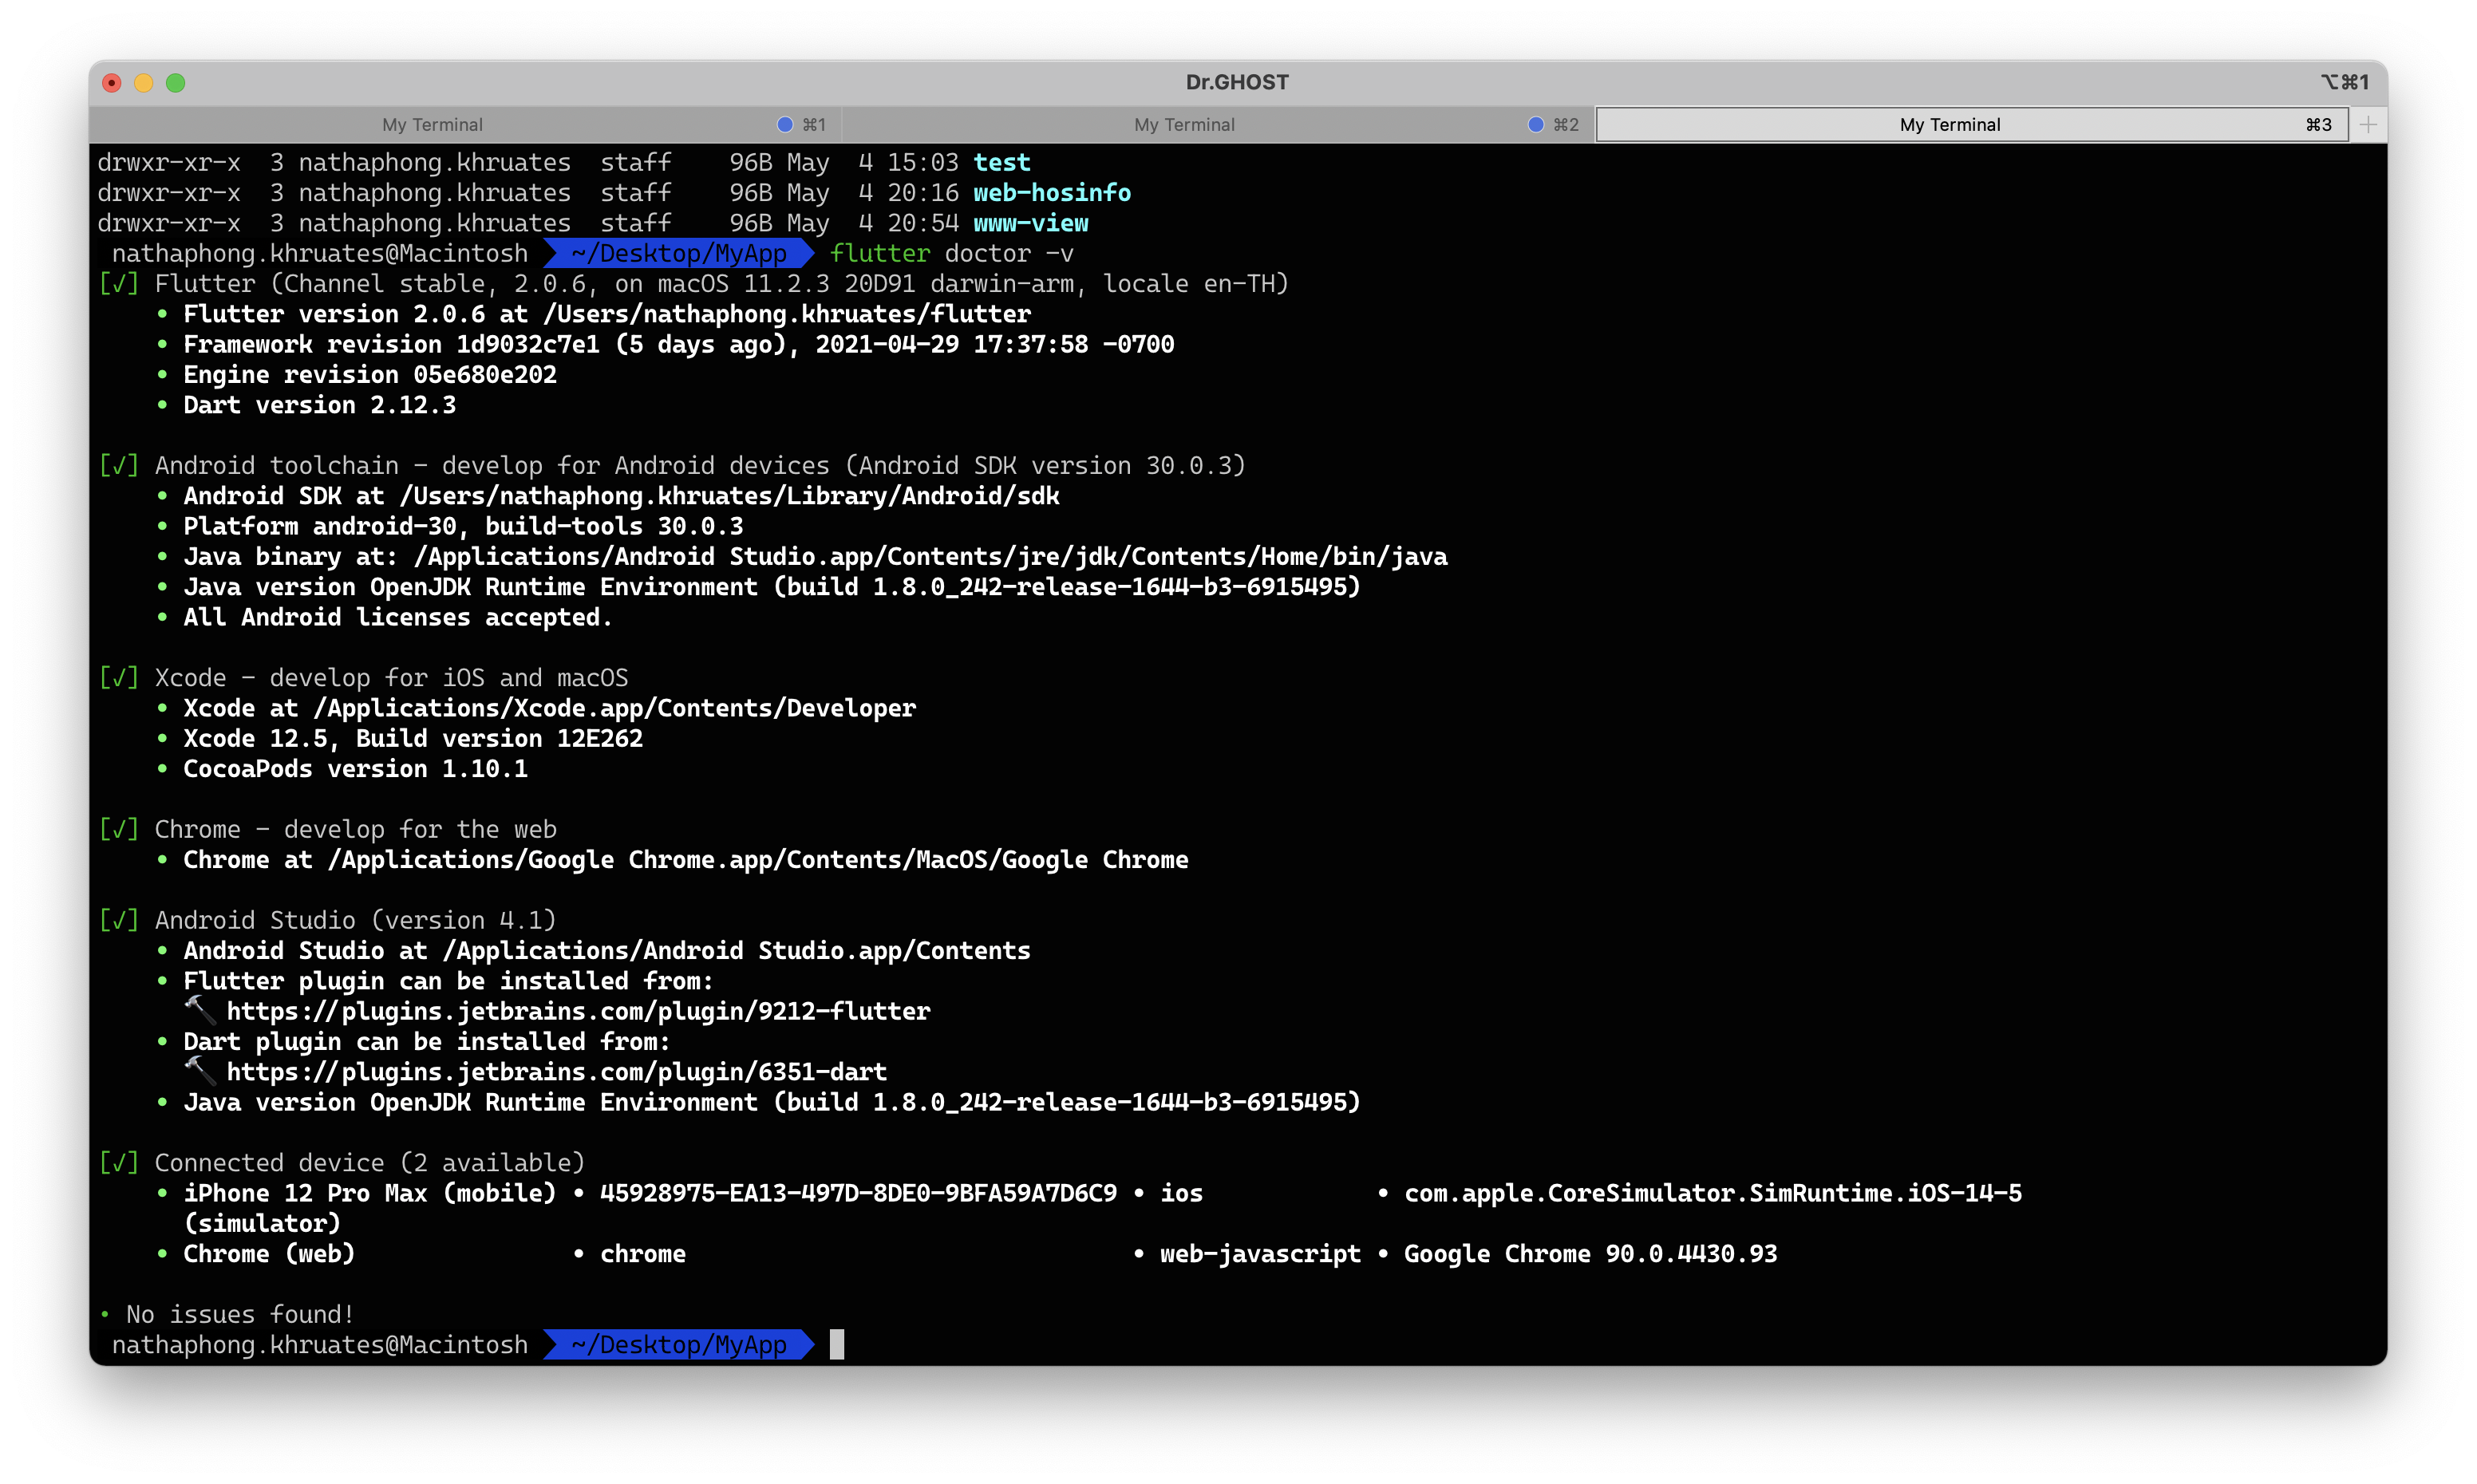 Dr.GHOST ⌥⌘1
My Terminal ⌘1 My Terminal ⌘2 My Terminal ⌘3 +
drwxr-xr-x  3 nathaphong.khruates  staff    96B May  4 15:03 test
drwxr-xr-x  3 nathaphong.khruates  staff    96B May  4 20:16 web-hosinfo
drwxr-xr-x  3 nathaphong.khruates  staff    96B May  4 20:54 www-view
nathaphong.khruates@Macintosh ~/Desktop/MyApp flutter doctor -v
[✓] Flutter (Channel stable, 2.0.6, on macOS 11.2.3 20D91 darwin-arm, locale en-TH)
• Flutter version 2.0.6 at /Users/nathaphong.khruates/flutter
• Framework revision 1d9032c7e1 (5 days ago), 2021-04-29 17:37:58 -0700
• Engine revision 05e680e202
• Dart version 2.12.3
[✓] Android toolchain - develop for Android devices (Android SDK version 30.0.3)
• Android SDK at /Users/nathaphong.khruates/Library/Android/sdk
• Platform android-30, build-tools 30.0.3
• Java binary at: /Applications/Android Studio.app/Contents/jre/jdk/Contents/Home/bin/java
• Java version OpenJDK Runtime Environment (build 1.8.0_242-release-1644-b3-6915495)
• All Android licenses accepted.
[✓] Xcode - develop for iOS and macOS
• Xcode at /Applications/Xcode.app/Contents/Developer
• Xcode 12.5, Build version 12E262
• CocoaPods version 1.10.1
[✓] Chrome - develop for the web
• Chrome at /Applications/Google Chrome.app/Contents/MacOS/Google Chrome
[✓] Android Studio (version 4.1)
• Android Studio at /Applications/Android Studio.app/Contents
• Flutter plugin can be installed from:
🔨 https://plugins.jetbrains.com/plugin/9212-flutter
• Dart plugin can be installed from:
🔨 https://plugins.jetbrains.com/plugin/6351-dart
• Java version OpenJDK Runtime Environment (build 1.8.0_242-release-1644-b3-6915495)
[✓] Connected device (2 available)
• iPhone 12 Pro Max (mobile) • 45928975-EA13-497D-8DE0-9BFA59A7D6C9 • ios            • com.apple.CoreSimulator.SimRuntime.iOS-14-5
(simulator)
• Chrome (web)               • chrome                               • web-javascript • Google Chrome 90.0.4430.93
• No issues found!
nathaphong.khruates@Macintosh ~/Desktop/MyApp